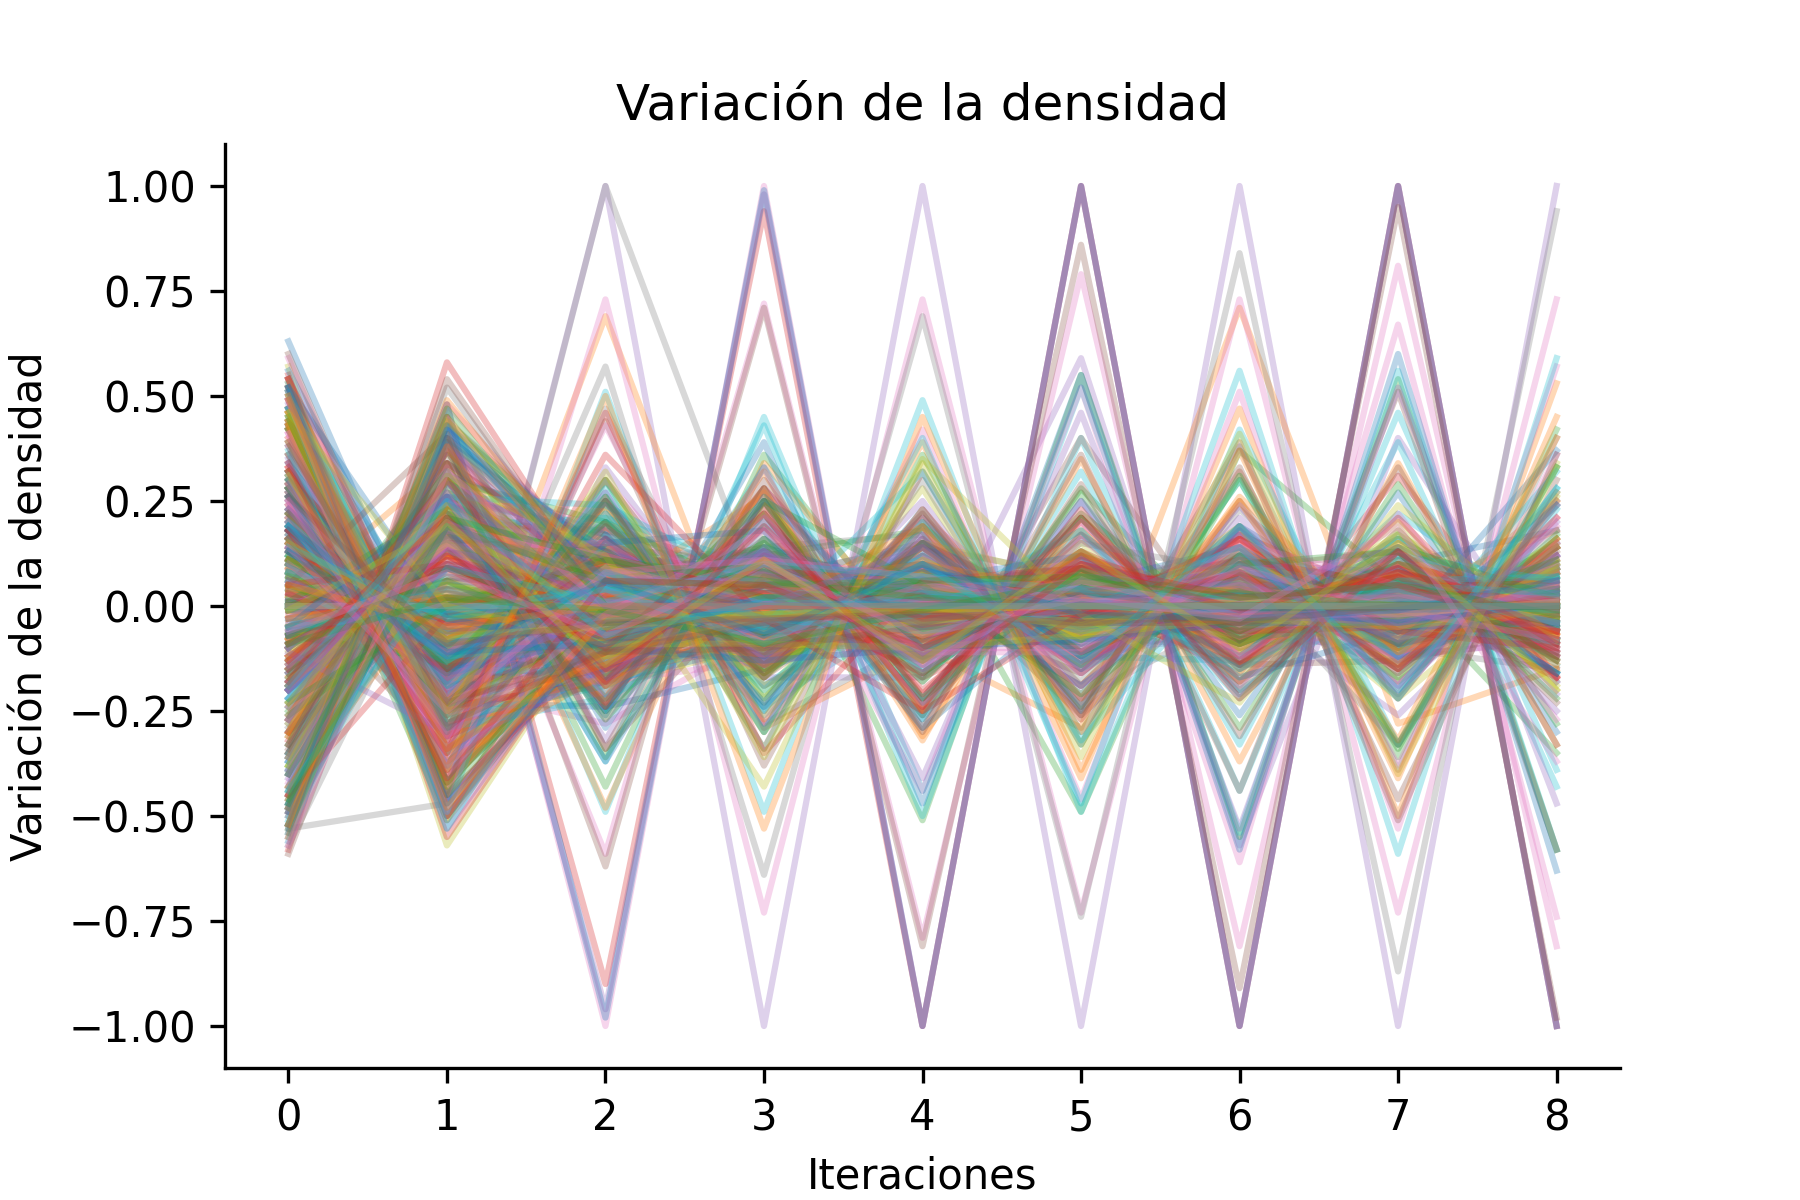 Variación de la densidad
Variación de la densidad
1.00
0.75
0.50
0.25
0.00
−0.25
−0.50
−0.75
−1.00
0 1 2 3 4 5 6 7 8
Iteraciones